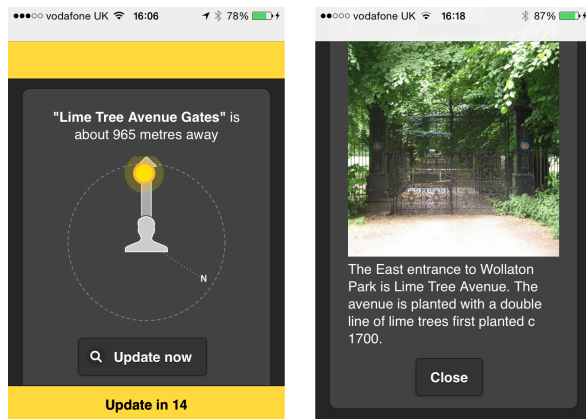 vodafone UK 16:06 78%
"Lime Tree Avenue Gates" is
about 965 metres away
N
Update now
Update in 14
vodafone UK 16:18 87%
The East entrance to Wollaton
Park is Lime Tree Avenue. The
avenue is planted with a double
line of lime trees first planted c
1700.
Close